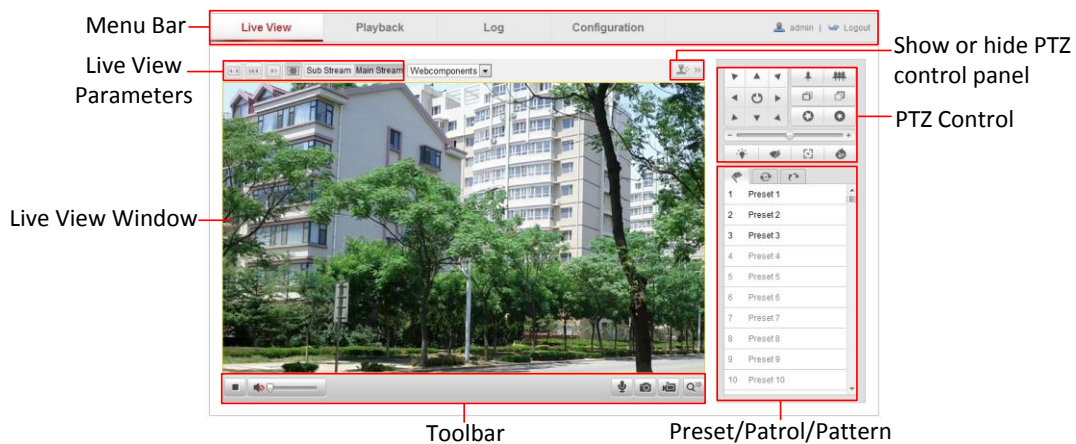 Menu Bar
Live View
Playback
Log
Configuration
admin | Logout
Live View
Parameters
Sub Stream
Main Stream
Webcomponents
Show or hide PTZ
control panel
PTZ Control
Live View Window
1 Preset 1
2 Preset 2
3 Preset 3
4 Preset 4
5 Preset 5
6 Preset 6
7 Preset 7
8 Preset 8
9 Preset 9
10 Preset 10
Toolbar
Preset/Patrol/Pattern